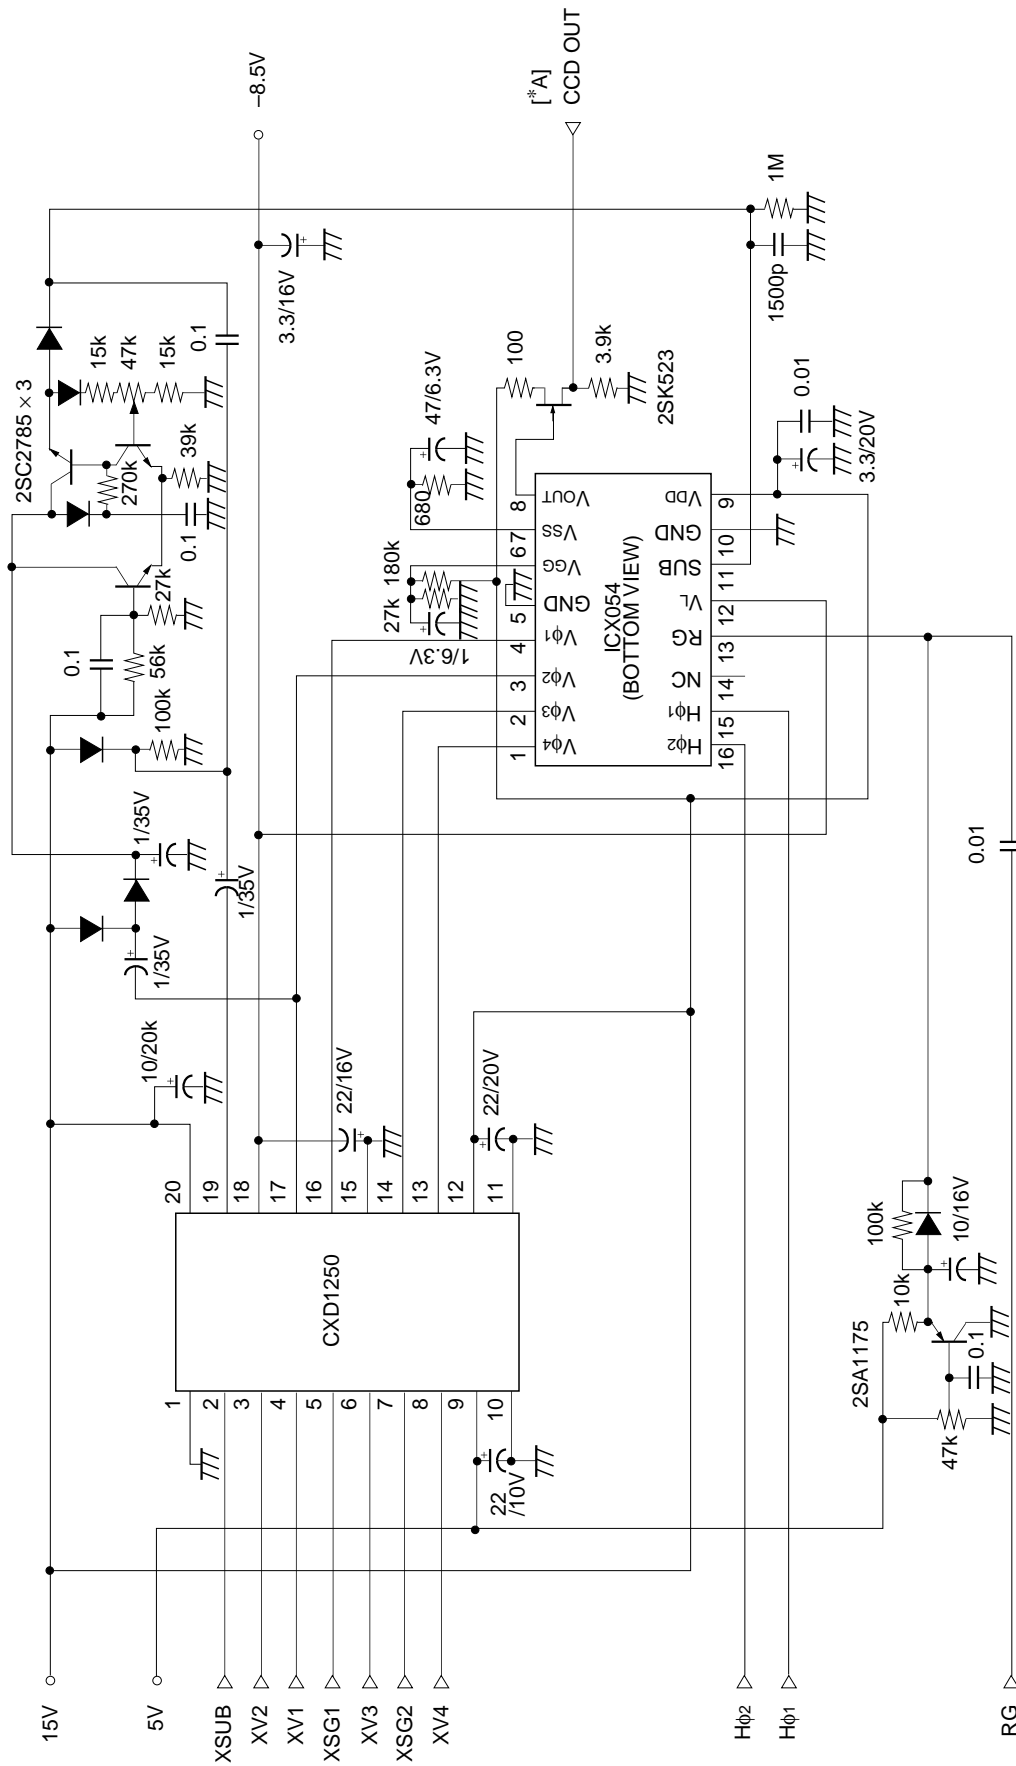 15V
5V
XSUB
XV2
XV1
XSG1
XV3
XSG2
XV4
Hϕ2
Hϕ1
RG
CXD1250
1
2
3
4
5
6
7
8
9
10
20
19
18
17
16
15
14
13
12
11
22
/10V
10/20k
22/16V
22/20V
1/35V
1/35V
1/35V
100k
56k
0.1
27k
0.1
270k
39k
2SC2785 × 3
15k
47k
15k
0.1
–8.5V
3.3/16V
[*A]
CCD OUT
100
3.9k
2SK523
47/6.3V
680
180k
27k
1/6.3V
ICX054
(BOTTOM VIEW)
1
2
3
4
5
6
7
8
Vϕ4
Vϕ3
Vϕ2
Vϕ1
GND
VGG
VSS
VOUT
16
15
14
13
12
11
10
9
Hϕ2
Hϕ1
NC
RG
VL
SUB
GND
VDD
0.01
3.3/20V
1500p
1M
0.01
2SA1175
47k
0.1
10k
100k
10/16V